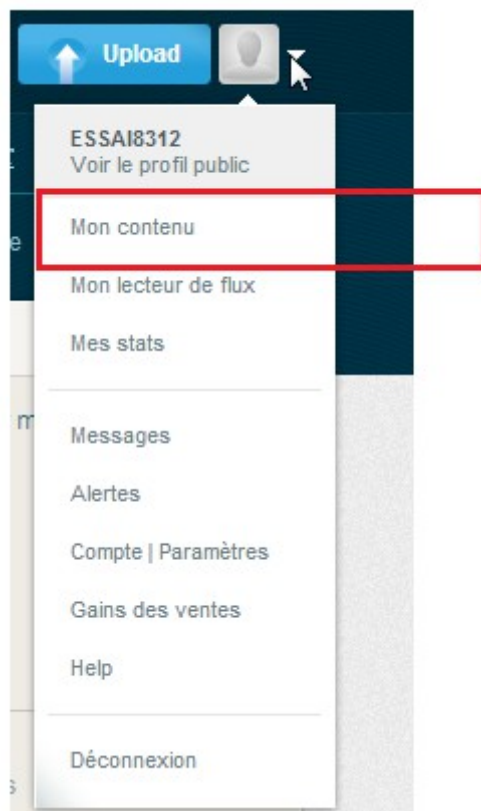 Upload
ESSAI8312
Voir le profil public
Mon contenu
Mon lecteur de flux
Mes stats
Messages
Alertes
Compte | Paramètres
Gains des ventes
Help
Déconnexion